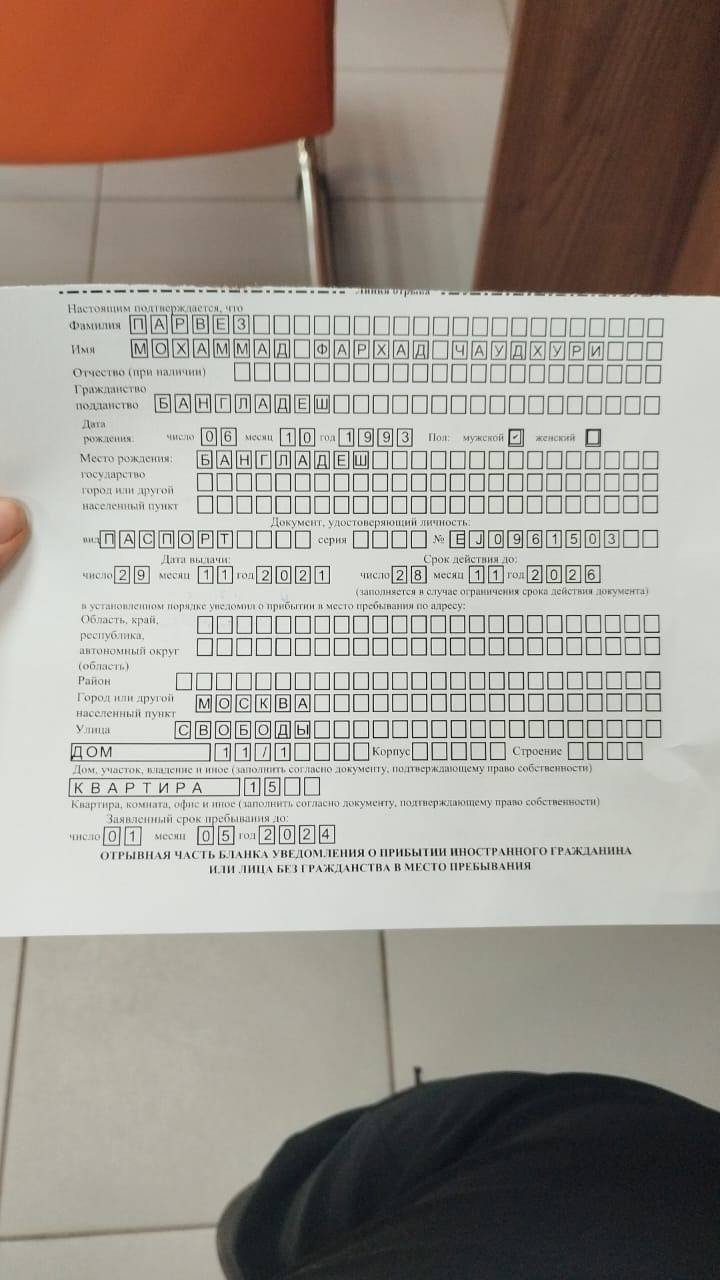 Линия отрыва
Настоящим подтверждается, что
Фамилия ПАРВЕЗ
Имя МОХАММАД ФАРХАД ЧАУДХУРИ
Отчество (при наличии)
Гражданство
подданство БАНГЛАДЕШ
Дата
рождения: число 06 месяц 10 год 1993 Пол: мужской ✓ женский
Место рождения: БАНГЛАДЕШ
государство
город или другой
населенный пункт
Документ, удостоверяющий личность:
вид ПАСПОРТ серия № EJ0961503
Дата выдачи: Срок действия до:
число 29 месяц 11 год 2021 число 28 месяц 11 год 2026
(заполняется в случае ограничения срока действия документа)
в установленном порядке уведомил о прибытии в место пребывания по адресу:
Область, край,
республика,
автономный округ
(область)
Район
Город или другой
населенный пункт МОСКВА
Улица СВОБОДЫ
ДОМ 11/1 Корпус Строение
Дом, участок, владение и иное (заполнить согласно документу, подтверждающему право собственности)
КВАРТИРА 15
Квартира, комната, офис и иное (заполнить согласно документу, подтверждающему право собственности)
Заявленный срок пребывания до:
число 01 месяц 05 год 2024
ОТРЫВНАЯ ЧАСТЬ БЛАНКА УВЕДОМЛЕНИЯ О ПРИБЫТИИ ИНОСТРАННОГО ГРАЖДАНИНА
ИЛИ ЛИЦА БЕЗ ГРАЖДАНСТВА В МЕСТО ПРЕБЫВАНИЯ